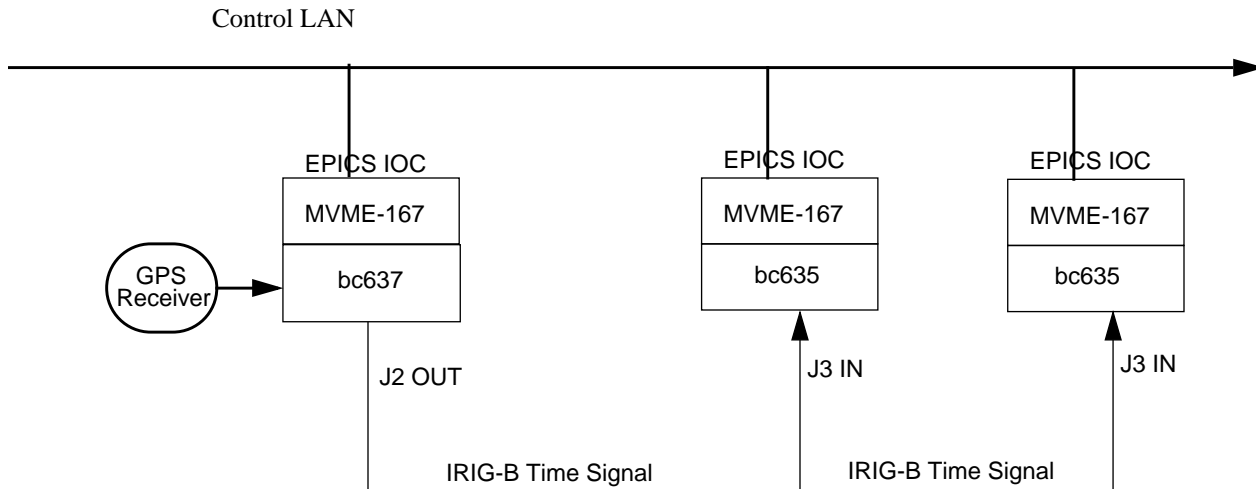 Control LAN
EPICS IOC
EPICS IOC
EPICS IOC
MVME-167
MVME-167
MVME-167
GPS
Receiver
bc637
bc635
bc635
J2 OUT
J3 IN
J3 IN
IRIG-B Time Signal
IRIG-B Time Signal